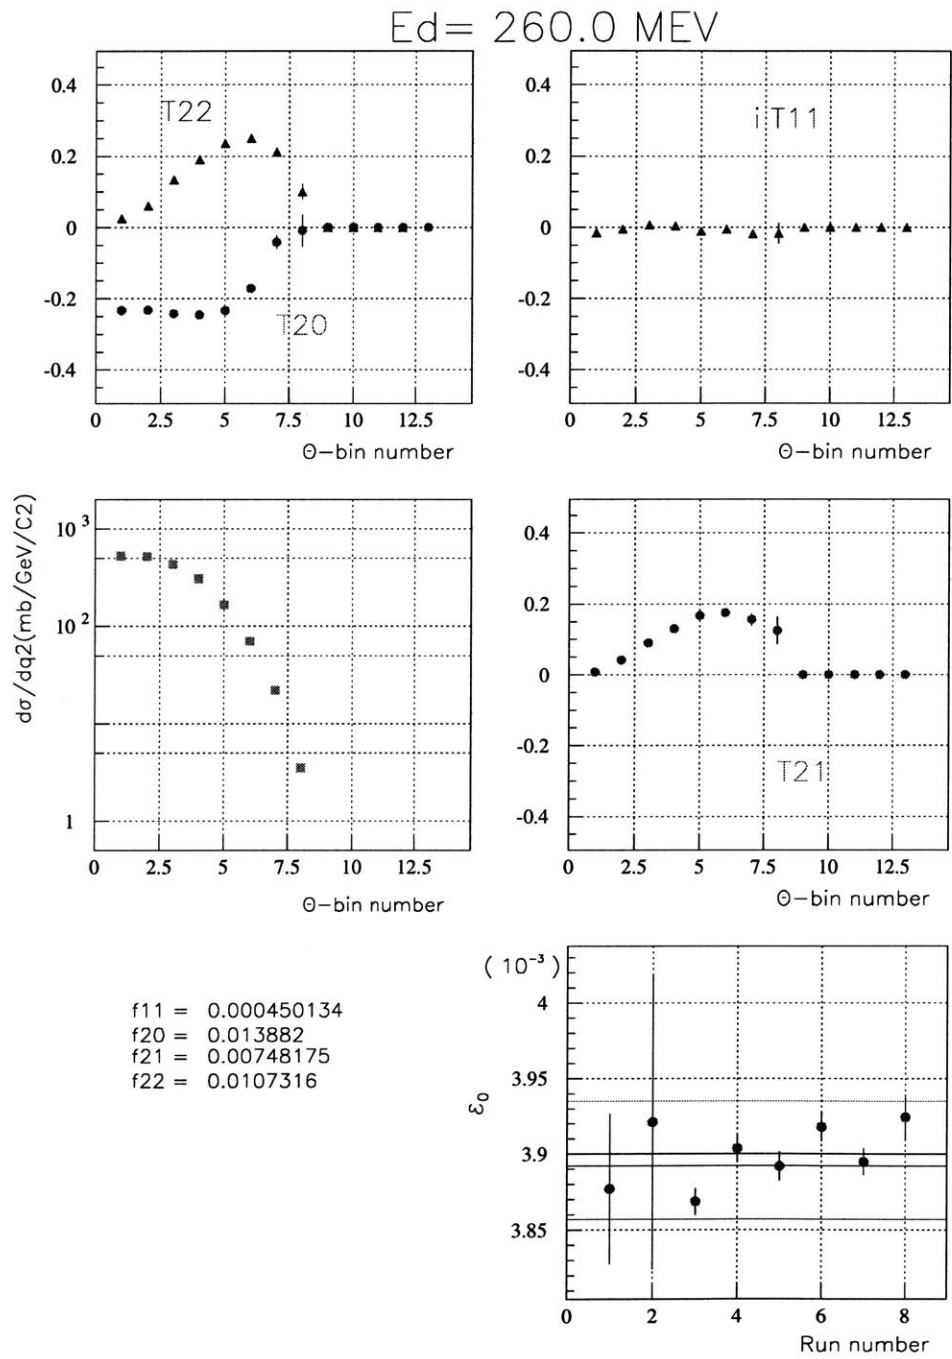 Ed= 260.0 MEV
0.4
0.2
0
-0.2
-0.4
T22
T20
0 2.5 5 7.5 10 12.5
Θ-bin number
0.4
0.2
0
-0.2
-0.4
iT11
0 2.5 5 7.5 10 12.5
Θ-bin number
dσ/dq2(mb/GeV/C2)
10³
10²
1
0 2.5 5 7.5 10 12.5
Θ-bin number
0.4
0.2
0
-0.2
-0.4
T21
0 2.5 5 7.5 10 12.5
Θ-bin number
f11 = 0.000450134
f20 = 0.013882
f21 = 0.00748175
f22 = 0.0107316
(10⁻³)
ε₀
4
3.95
3.9
3.85
0 2 4 6 8
Run number